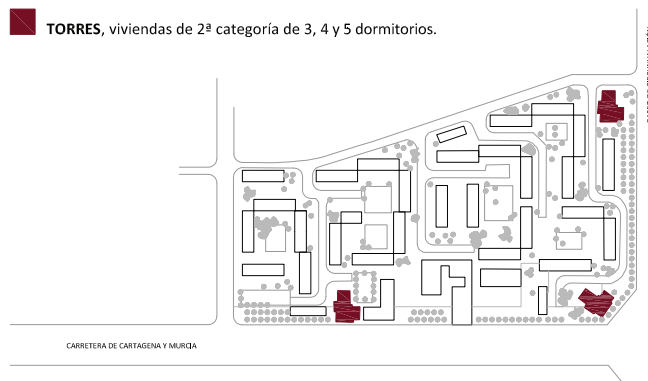 TORRES, viviendas de 2ª categoría de 3, 4 y 5 dormitorios.
CARRETERA DE CARTAGENA Y MURCIA